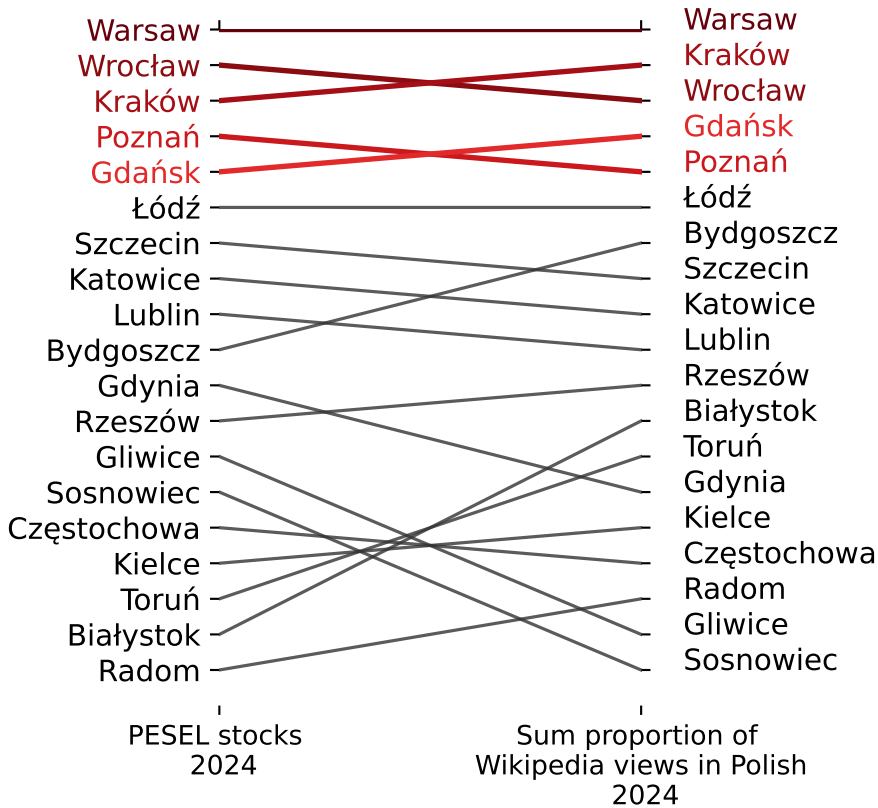 Warsaw
Wrocław
Kraków
Poznań
Gdańsk
Łódź
Szczecin
Katowice
Lublin
Bydgoszcz
Gdynia
Rzeszów
Gliwice
Sosnowiec
Częstochowa
Kielce
Toruń
Białystok
Radom
Warsaw
Kraków
Wrocław
Gdańsk
Poznań
Łódź
Bydgoszcz
Szczecin
Katowice
Lublin
Rzeszów
Białystok
Toruń
Gdynia
Kielce
Częstochowa
Radom
Gliwice
Sosnowiec
PESEL stocks
2024
Sum proportion of
Wikipedia views in Polish
2024